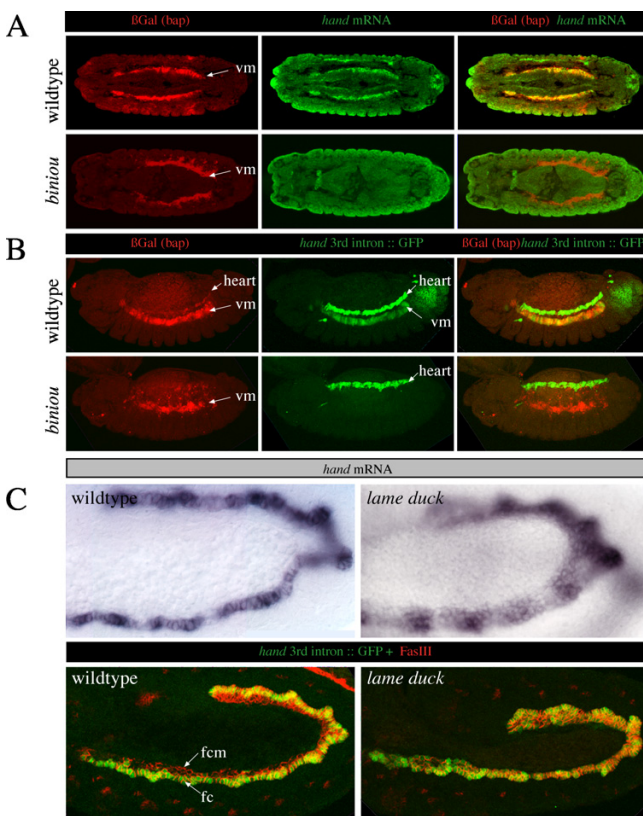 A
ßGal (bap) hand mRNA ßGal (bap) hand mRNA
wildtype
vm
biniou
vm
B
ßGal (bap) hand 3rd intron :: GFP ßGal (bap) hand 3rd intron :: GFP
wildtype
heart
vm
heart
vm
biniou
vm
heart
hand mRNA
C
wildtype
lame duck
hand 3rd intron :: GFP + FasIII
wildtype
lame duck
fcm
fc